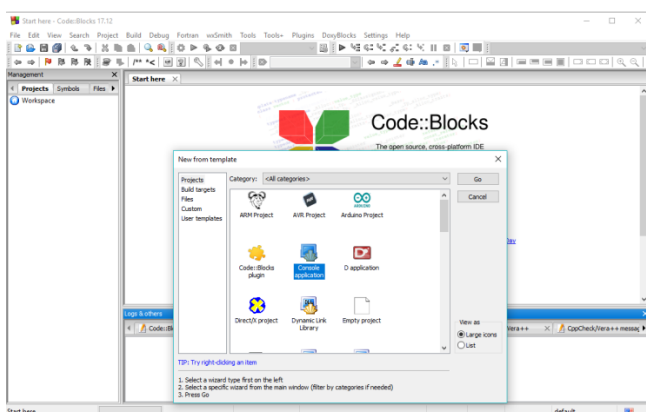 Start here - Code::Blocks 17.12
File Edit View Search Project Build Debug Fortran wxSmith Tools Tools+ Plugins DoxyBlocks Settings Help
Management
Projects Symbols Files
Workspace
Start here
Code::Blocks
The open source, cross-platform IDE
New from template
Projects
Build targets
Files
Custom
User templates
Category: <All categories>
Go
Cancel
ARM Project AVR Project Arduino Project
Code::Blocks plugin
Console application
D application
Direct/X project
Dynamic Link Library
Empty project
View as
Large icons
List
TIP: Try right-clicking an item
1. Select a wizard type first on the left
2. Select a specific wizard from the main window (filter by categories if needed)
3. Press Go
Logs & others
Code::Bl
Vera++ CppCheck/Vera++ messag
Start here
default